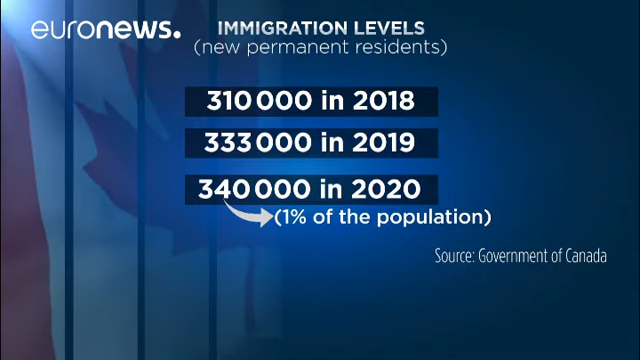 euronews.
IMMIGRATION LEVELS
(new permanent residents)
310 000 in 2018
333 000 in 2019
340 000 in 2020
(1% of the population)
Source: Government of Canada